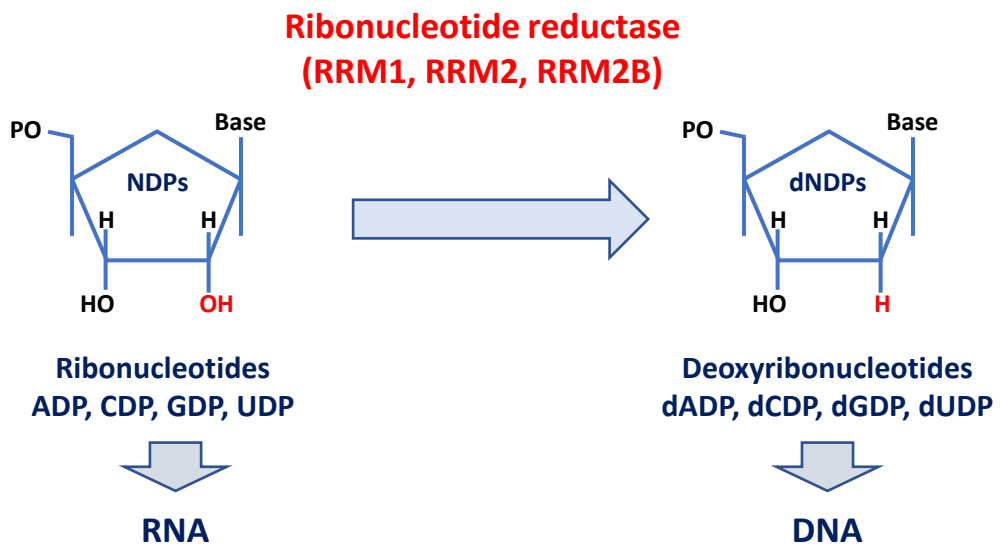 Ribonucleotide reductase
(RRM1, RRM2, RRM2B)
PO
Base
NDPs
H
H
HO
OH
PO
Base
dNDPs
H
H
HO
H
Ribonucleotides
ADP, CDP, GDP, UDP
Deoxyribonucleotides
dADP, dCDP, dGDP, dUDP
RNA
DNA